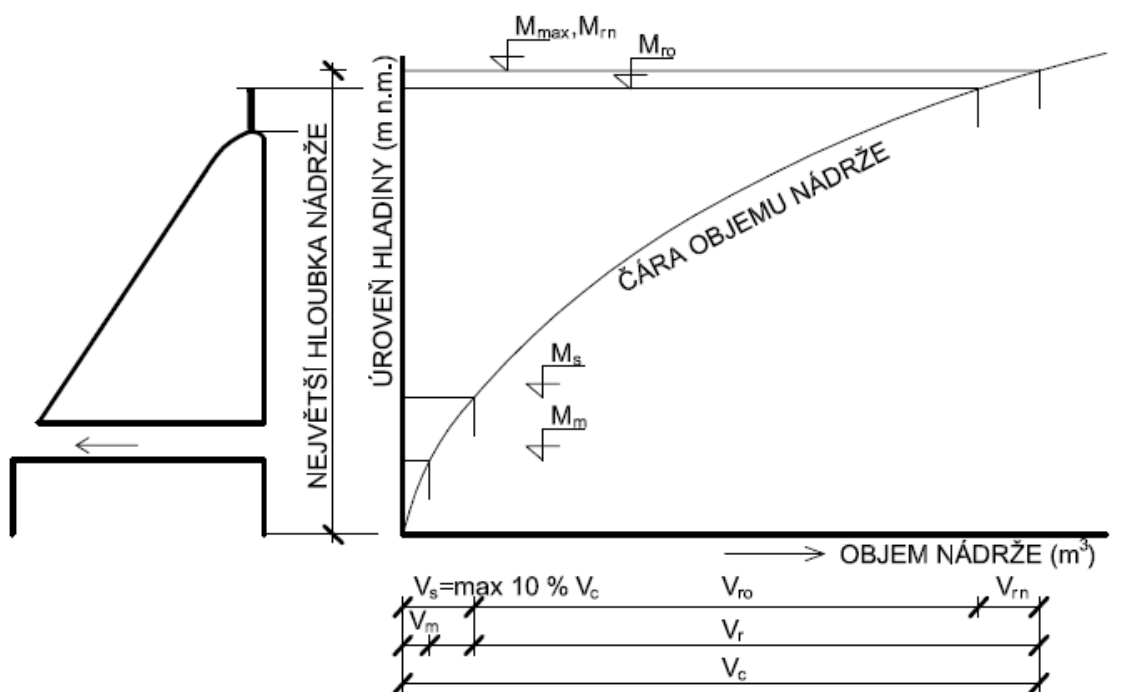 M_max,M_rn
M_ro
NEJVĚTŠÍ HLOUBKA NÁDRŽE
ÚROVEŇ HLADINY (m n.m.)
ČÁRA OBJEMU NÁDRŽE
M_s
M_m
OBJEM NÁDRŽE (m³)
V_s=max 10 % V_c
V_ro
V_rn
V_m
V_r
V_c